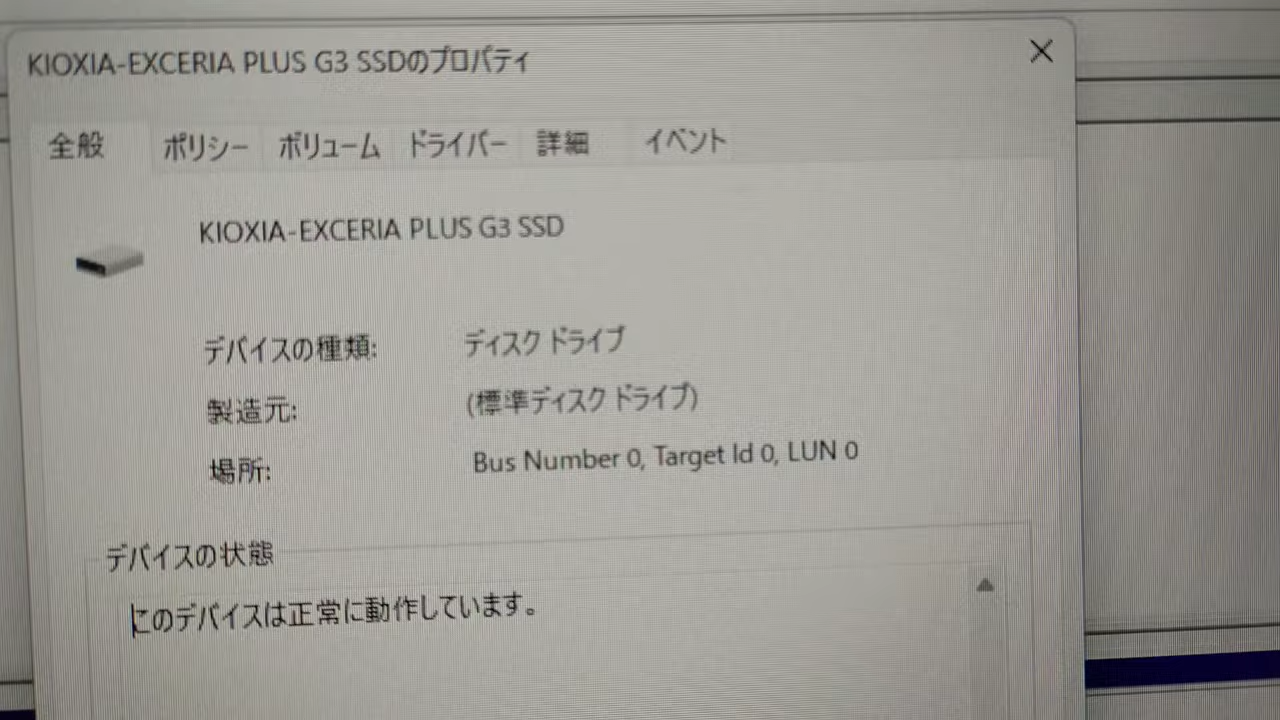 KIOXIA-EXCERIA PLUS G3 SSDのプロパティ
全般 ポリシー ボリューム ドライバー 詳細 イベント
KIOXIA-EXCERIA PLUS G3 SSD
デバイスの種類: ディスク ドライブ
製造元: (標準ディスク ドライブ)
場所: Bus Number 0, Target Id 0, LUN 0
デバイスの状態
このデバイスは正常に動作しています。